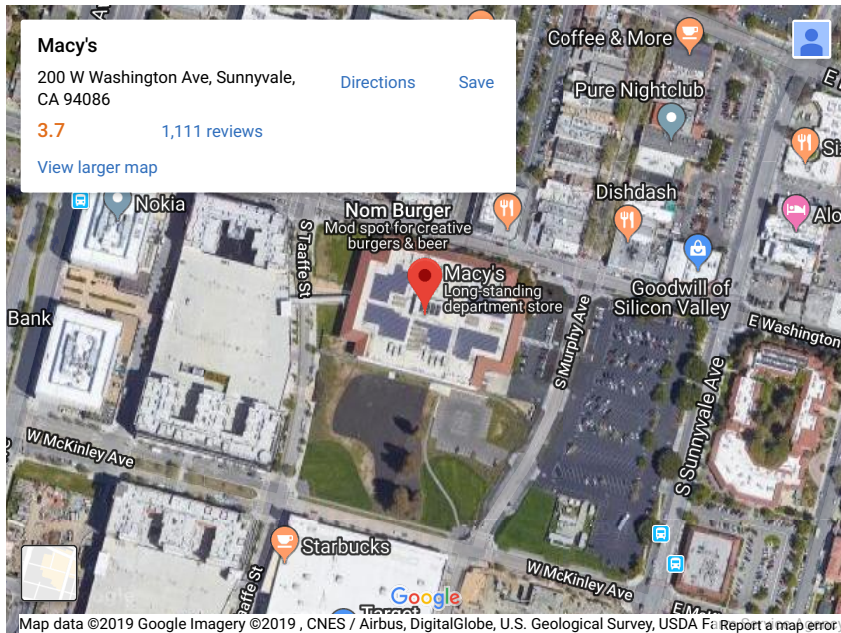 Macy's
200 W Washington Ave, Sunnyvale,
CA 94086
Directions
Save
3.7
1,111 reviews
View larger map
Coffee & More
Pure Nightclub
Dishdash
Nokia
Nom Burger
Mod spot for creative
burgers & beer
S Taaffe St
Macy's
Long-standing
department store
Goodwill of
Silicon Valley
Bank
S Murphy Ave
E Washington
S Sunnyvale Ave
W McKinley Ave
Starbucks
W McKinley Ave
Google
Target
Map data ©2019 Google Imagery ©2019 , CNES / Airbus, DigitalGlobe, U.S. Geological Survey, USDA Fa
Report a map error